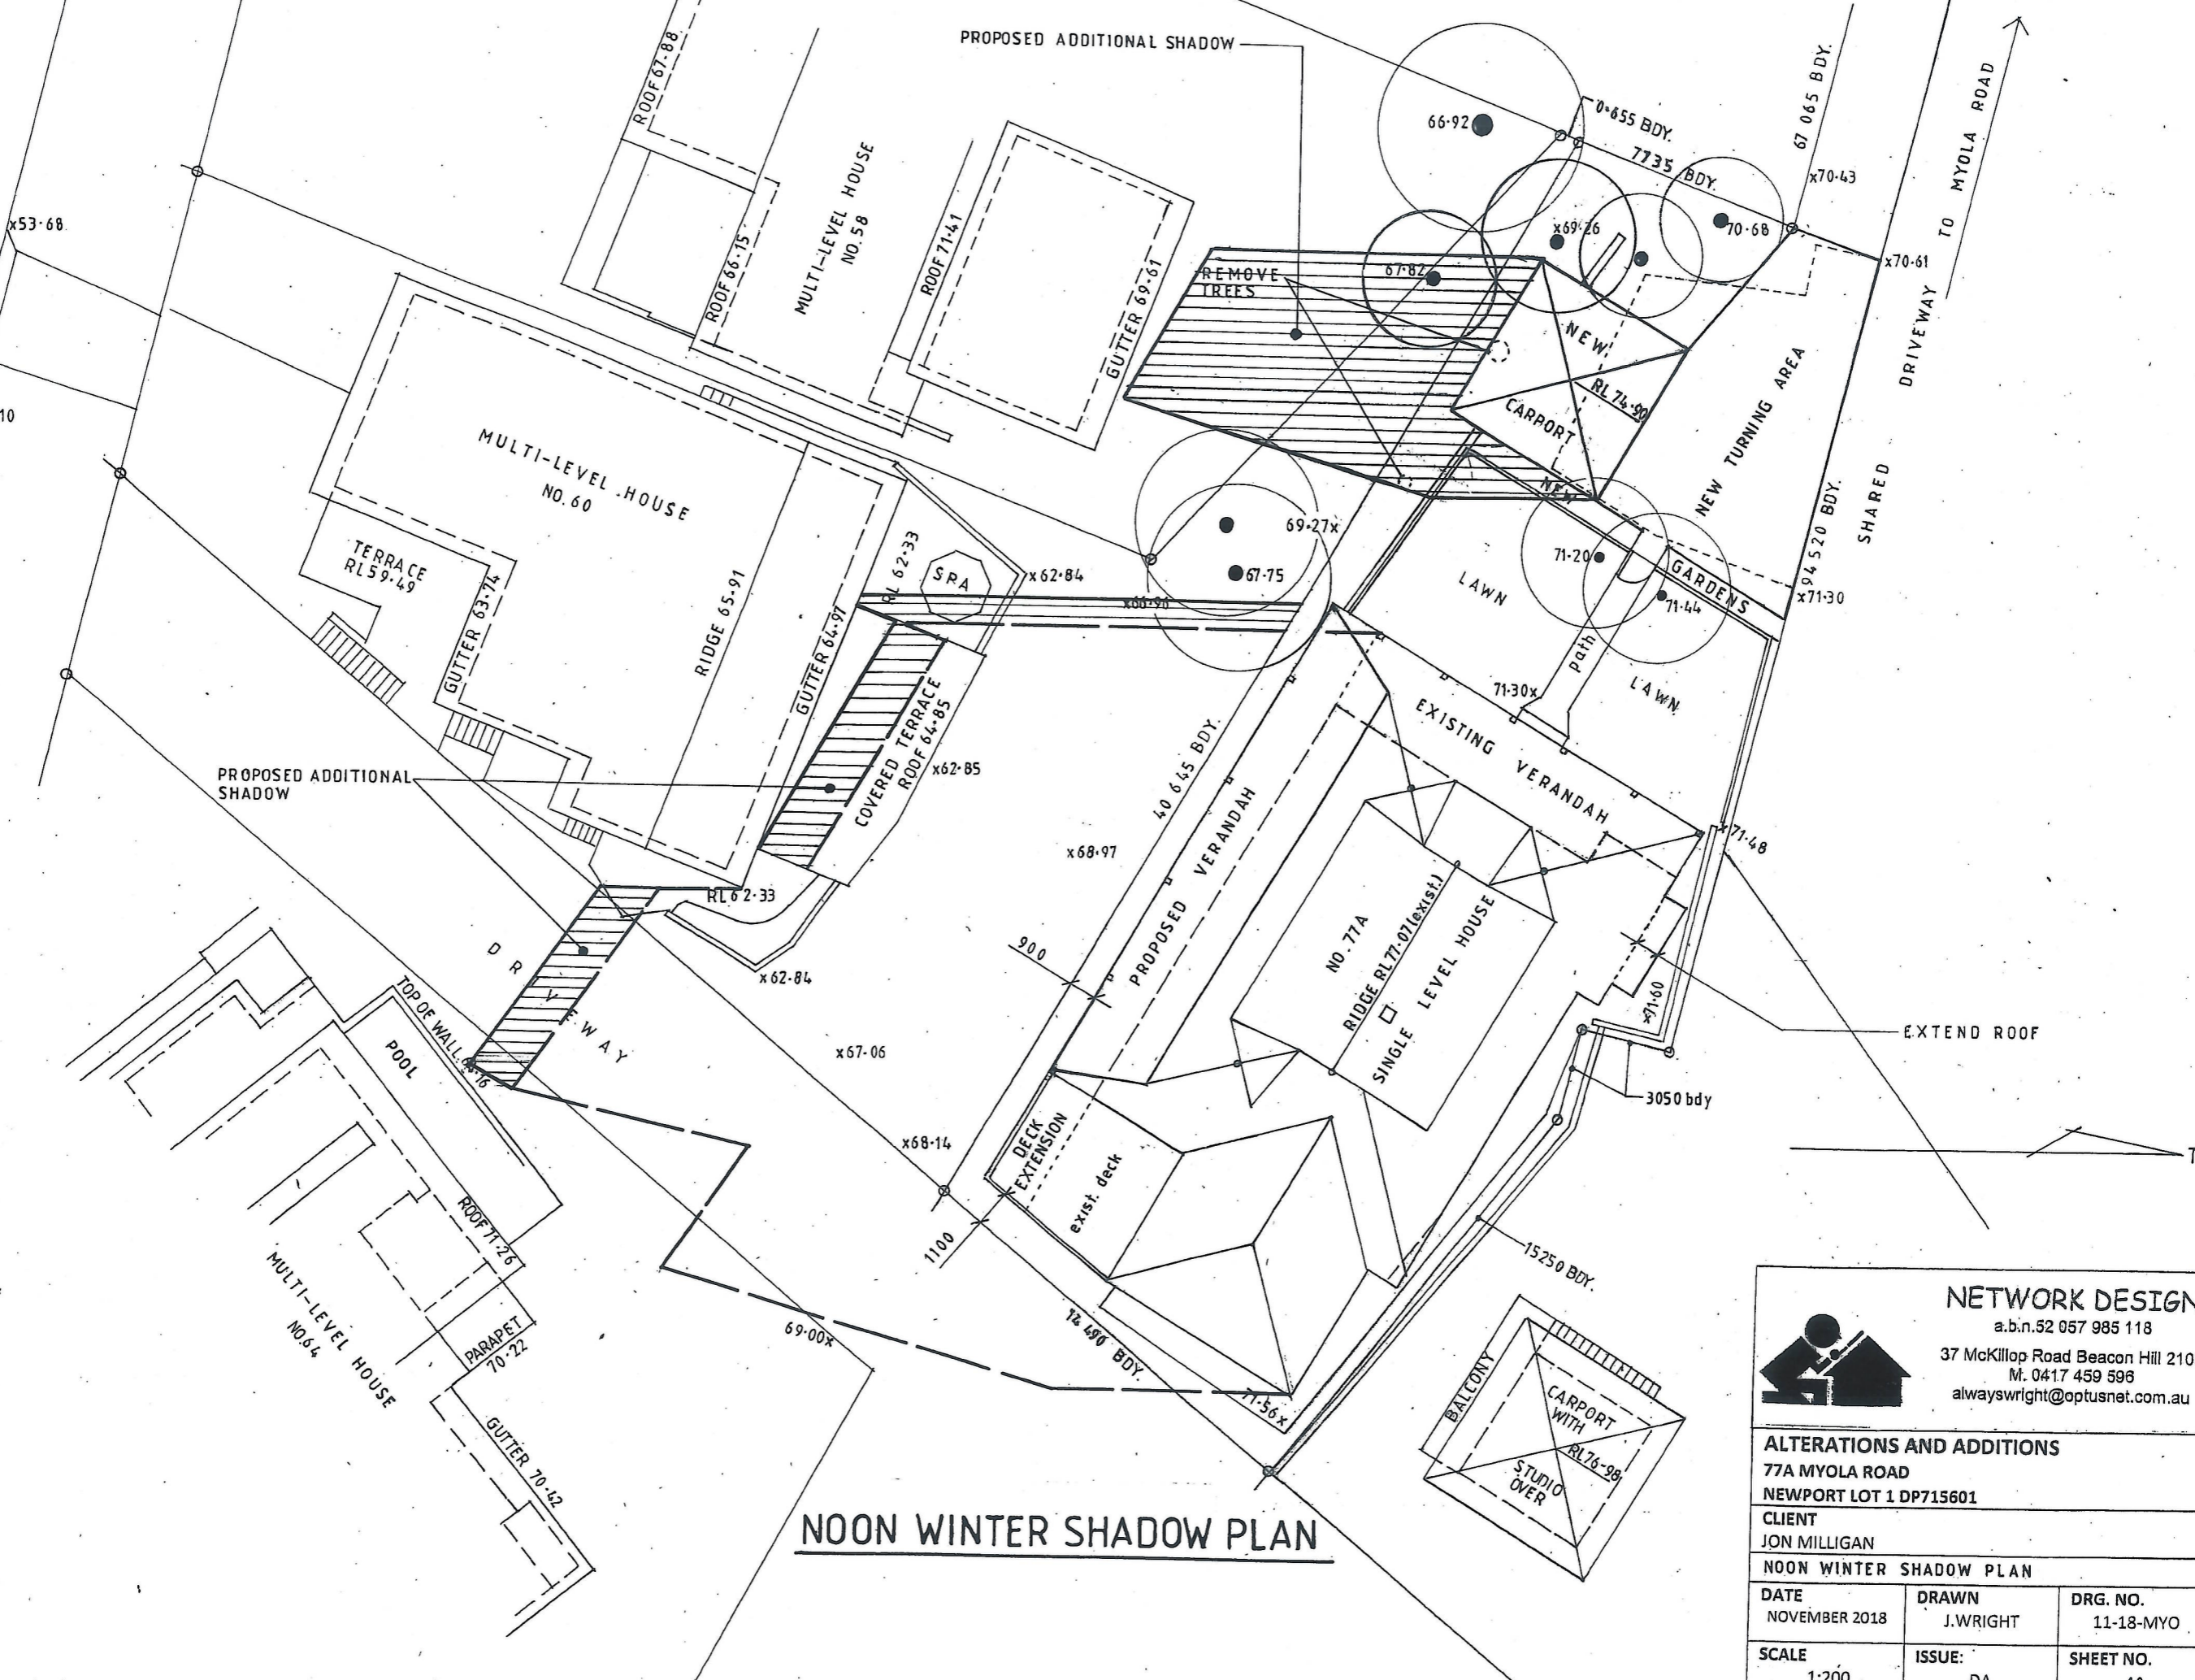 PROPOSED ADDITIONAL SHADOW
ROOF 67·88
66·92
0·655 BDY.
7735 BDY.
67 065 BDY.
x70·43
TO MYOLA ROAD
x53·68
MULTI-LEVEL HOUSE
NO.58
ROOF 66·15
ROOF 71·41
GUTTER 69·61
REMOVE
TREES
67·82
x69·26
70·68
x70·61
NEW
RL 74·90
CARPORT
NEW TURNING AREA
SHARED DRIVEWAY
10
MULTI-LEVEL HOUSE
NO.60
TERRACE
RL59·49
GUTTER 63·74
RIDGE 65·91
GUTTER 64·97
RL 62·33
SPA
x62·84
69·27x
67·75
x66·96
NEW
LAWN
71·20
GARDENS
71·44
x71·30
94 520 BDY.
path
71·30x
LAWN
PROPOSED ADDITIONAL
SHADOW
COVERED TERRACE
ROOF 64·85
x62·85
40 645 BDY.
EXISTING VERANDAH
x71·48
x68·97
PROPOSED VERANDAH
NO. 77A
RIDGE RL77·07(exist.)
SINGLE LEVEL HOUSE
RL62·33
x62·84
900
x71·60
EXTEND ROOF
DRIVEWAY
TOP OF WALL
POOL
x67·06
3050 bdy
x68·14
DECK
EXTENSION
exist. deck
1100
15250 BDY.
ROOF 71·26
MULTI-LEVEL HOUSE
NO.64
PARAPET
70·22
69·00x
14 490 BDY.
71·56x
BALCONY
CARPORT
WITH
RL76·98
STUDIO
OVER
GUTTER 70·42
NOON WINTER SHADOW PLAN
NETWORK DESIGN
a.b.n.52 057 985 118
37 McKillop Road Beacon Hill 210
M. 0417 459 596
alwayswright@optusnet.com.au
ALTERATIONS AND ADDITIONS
77A MYOLA ROAD
NEWPORT LOT 1 DP715601
CLIENT
JON MILLIGAN
NOON WINTER SHADOW PLAN
DATE
NOVEMBER 2018
DRAWN
J.WRIGHT
DRG. NO.
11-18-MYO
SCALE
1:200
ISSUE:
DA
SHEET NO.